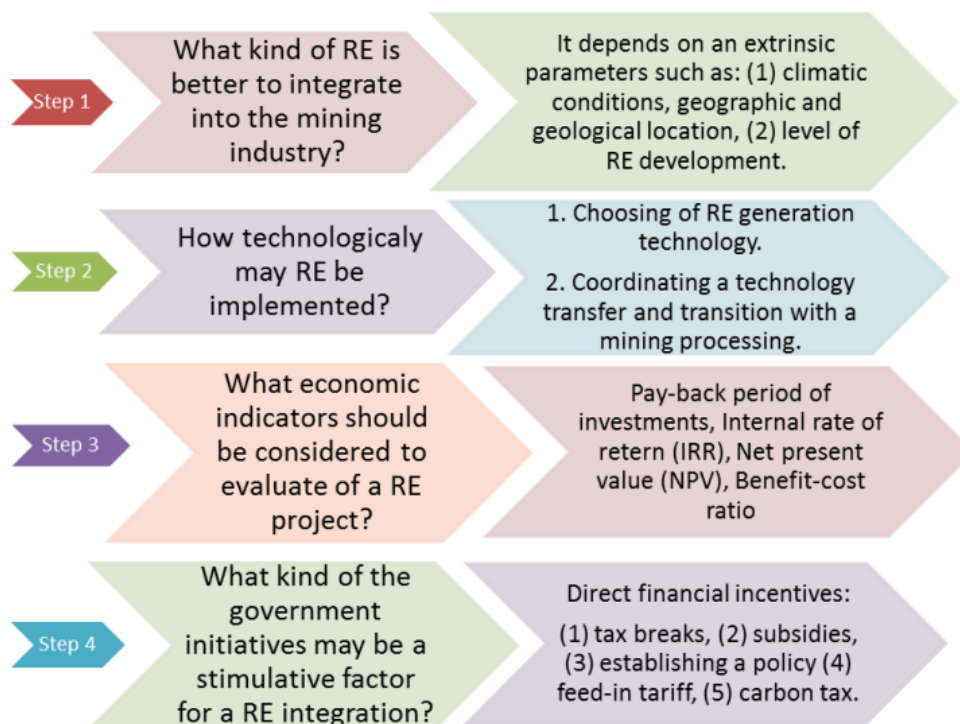 Step 1
What kind of RE is
better to integrate
into the mining
industry?
It depends on an extrinsic
parameters such as: (1) climatic
conditions, geographic and
geological location, (2) level of
RE development.
Step 2
How technologicaly
may RE be
implemented?
1. Choosing of RE generation
technology.
2. Coordinating a technology
transfer and transition with a
mining processing.
Step 3
What economic
indicators should
be considered to
evaluate of a RE
project?
Pay-back period of
investments, Internal rate of
retern (IRR), Net present
value (NPV), Benefit-cost
ratio
Step 4
What kind of the
government
initiatives may be a
stimulative factor
for a RE integration?
Direct financial incentives:
(1) tax breaks, (2) subsidies,
(3) establishing a policy (4)
feed-in tariff, (5) carbon tax.